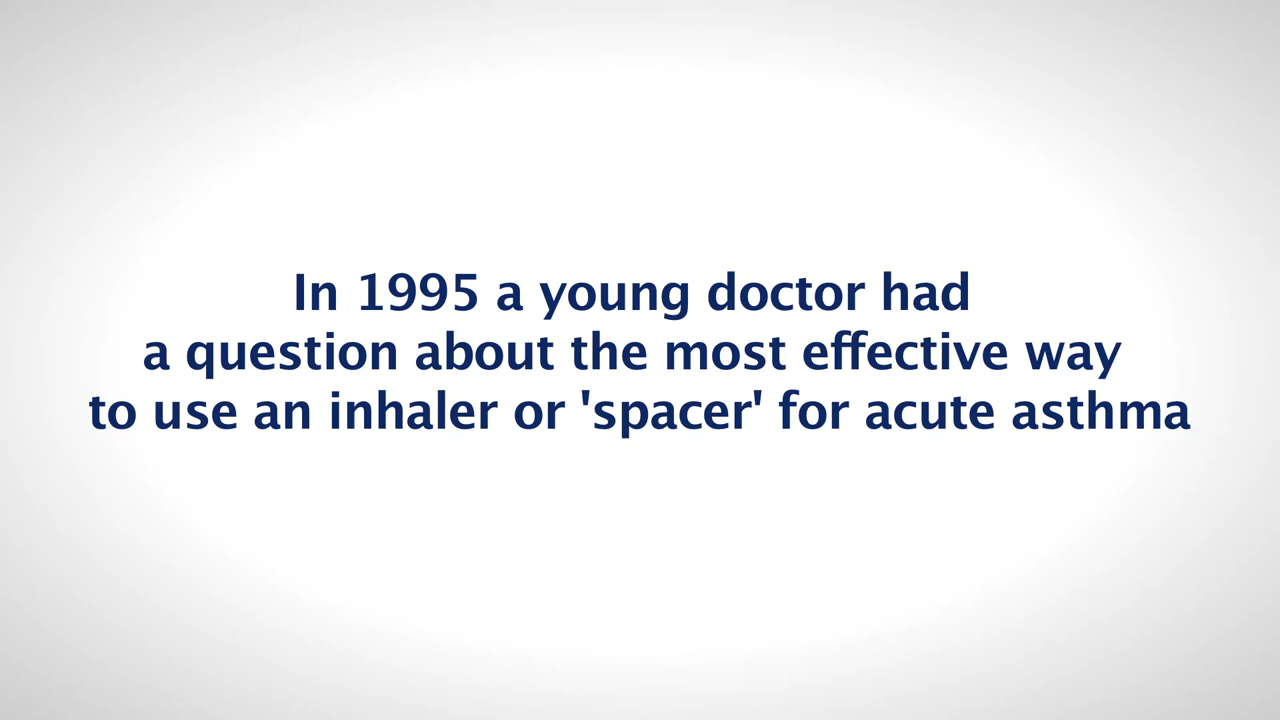 In 1995 a young doctor had
a question about the most effective way
to use an inhaler or 'spacer' for acute asthma